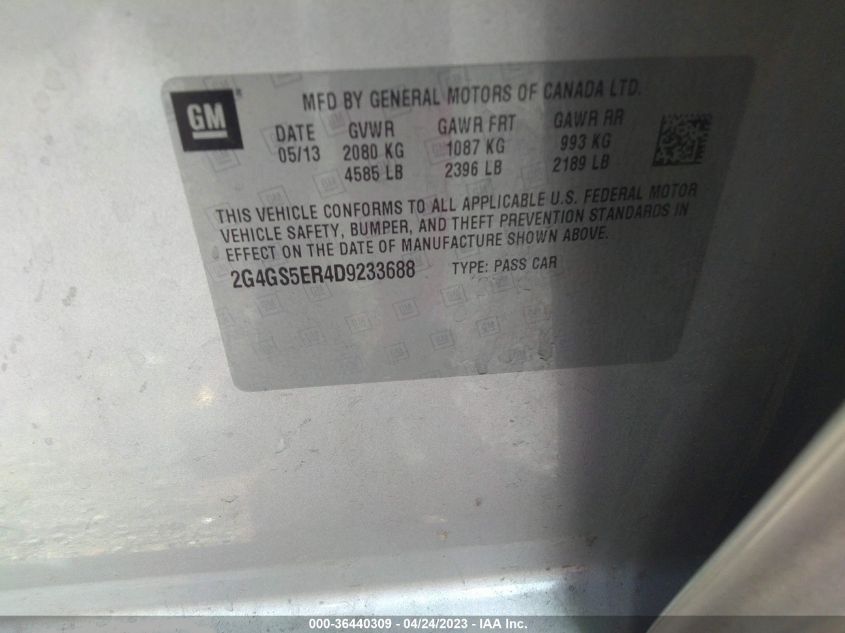 GM
MFD BY GENERAL MOTORS OF CANADA LTD.
DATE GVWR GAWR FRT GAWR RR
05/13 2080 KG 1087 KG 993 KG
4585 LB 2396 LB 2189 LB
THIS VEHICLE CONFORMS TO ALL APPLICABLE U.S. FEDERAL MOTOR
VEHICLE SAFETY, BUMPER, AND THEFT PREVENTION STANDARDS IN
EFFECT ON THE DATE OF MANUFACTURE SHOWN ABOVE.
2G4GS5ER4D9233688 TYPE: PASS CAR
000-36440309 - 04/24/2023 - IAA Inc.